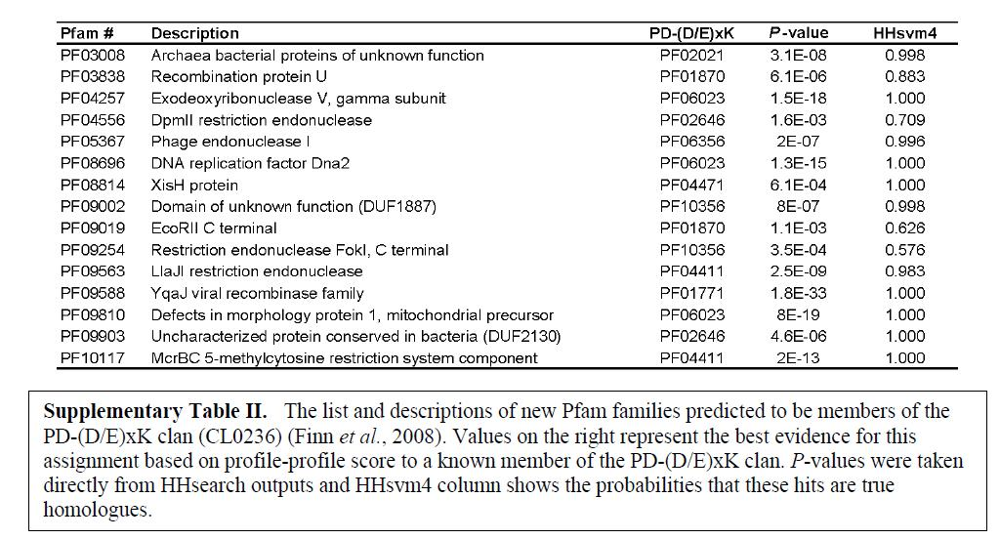 Pfam # Description PD-(D/E)xK P-value HHsvm4
PF03008 Archaea bacterial proteins of unknown function PF02021 3.1E-08 0.998
PF03838 Recombination protein U PF01870 6.1E-06 0.883
PF04257 Exodeoxyribonuclease V, gamma subunit PF06023 1.5E-18 1.000
PF04556 DpmII restriction endonuclease PF02646 1.6E-03 0.709
PF05367 Phage endonuclease I PF06356 2E-07 0.996
PF08696 DNA replication factor Dna2 PF06023 1.3E-15 1.000
PF08814 XisH protein PF04471 6.1E-04 1.000
PF09002 Domain of unknown function (DUF1887) PF10356 8E-07 0.998
PF09019 EcoRII C terminal PF01870 1.1E-03 0.626
PF09254 Restriction endonuclease FokI, C terminal PF10356 3.5E-04 0.576
PF09563 LlaJI restriction endonuclease PF04411 2.5E-09 0.983
PF09588 YqaJ viral recombinase family PF01771 1.8E-33 1.000
PF09810 Defects in morphology protein 1, mitochondrial precursor PF06023 8E-19 1.000
PF09903 Uncharacterized protein conserved in bacteria (DUF2130) PF02646 4.6E-06 1.000
PF10117 McrBC 5-methylcytosine restriction system component PF04411 2E-13 1.000
Supplementary Table II. The list and descriptions of new Pfam families predicted to be members of the
PD-(D/E)xK clan (CL0236) (Finn et al., 2008). Values on the right represent the best evidence for this
assignment based on profile-profile score to a known member of the PD-(D/E)xK clan. P-values were taken
directly from HHsearch outputs and HHsvm4 column shows the probabilities that these hits are true
homologues.